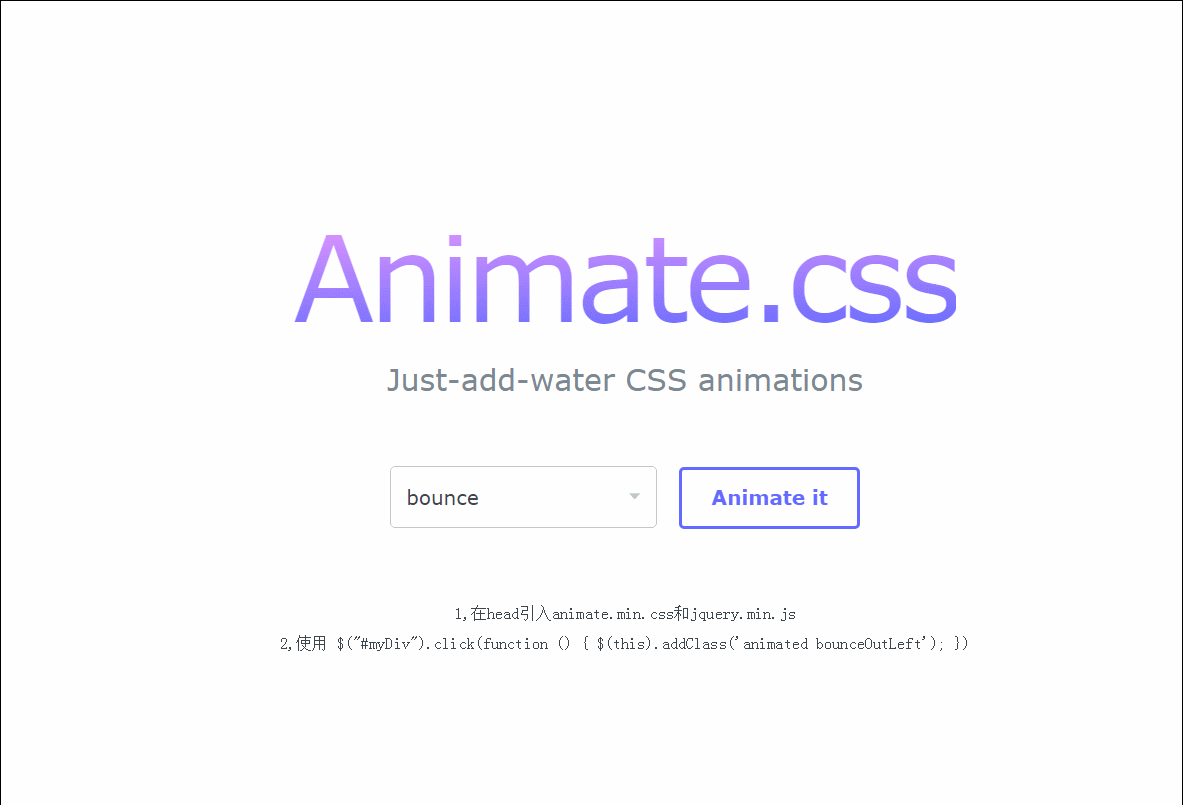 Animate.css
Just-add-water CSS animations
bounce
Animate it
1,在head引入animate.min.css和jquery.min.js
2,使用 $("#myDiv").click(function () { $(this).addClass('animated bounceOutLeft'); })